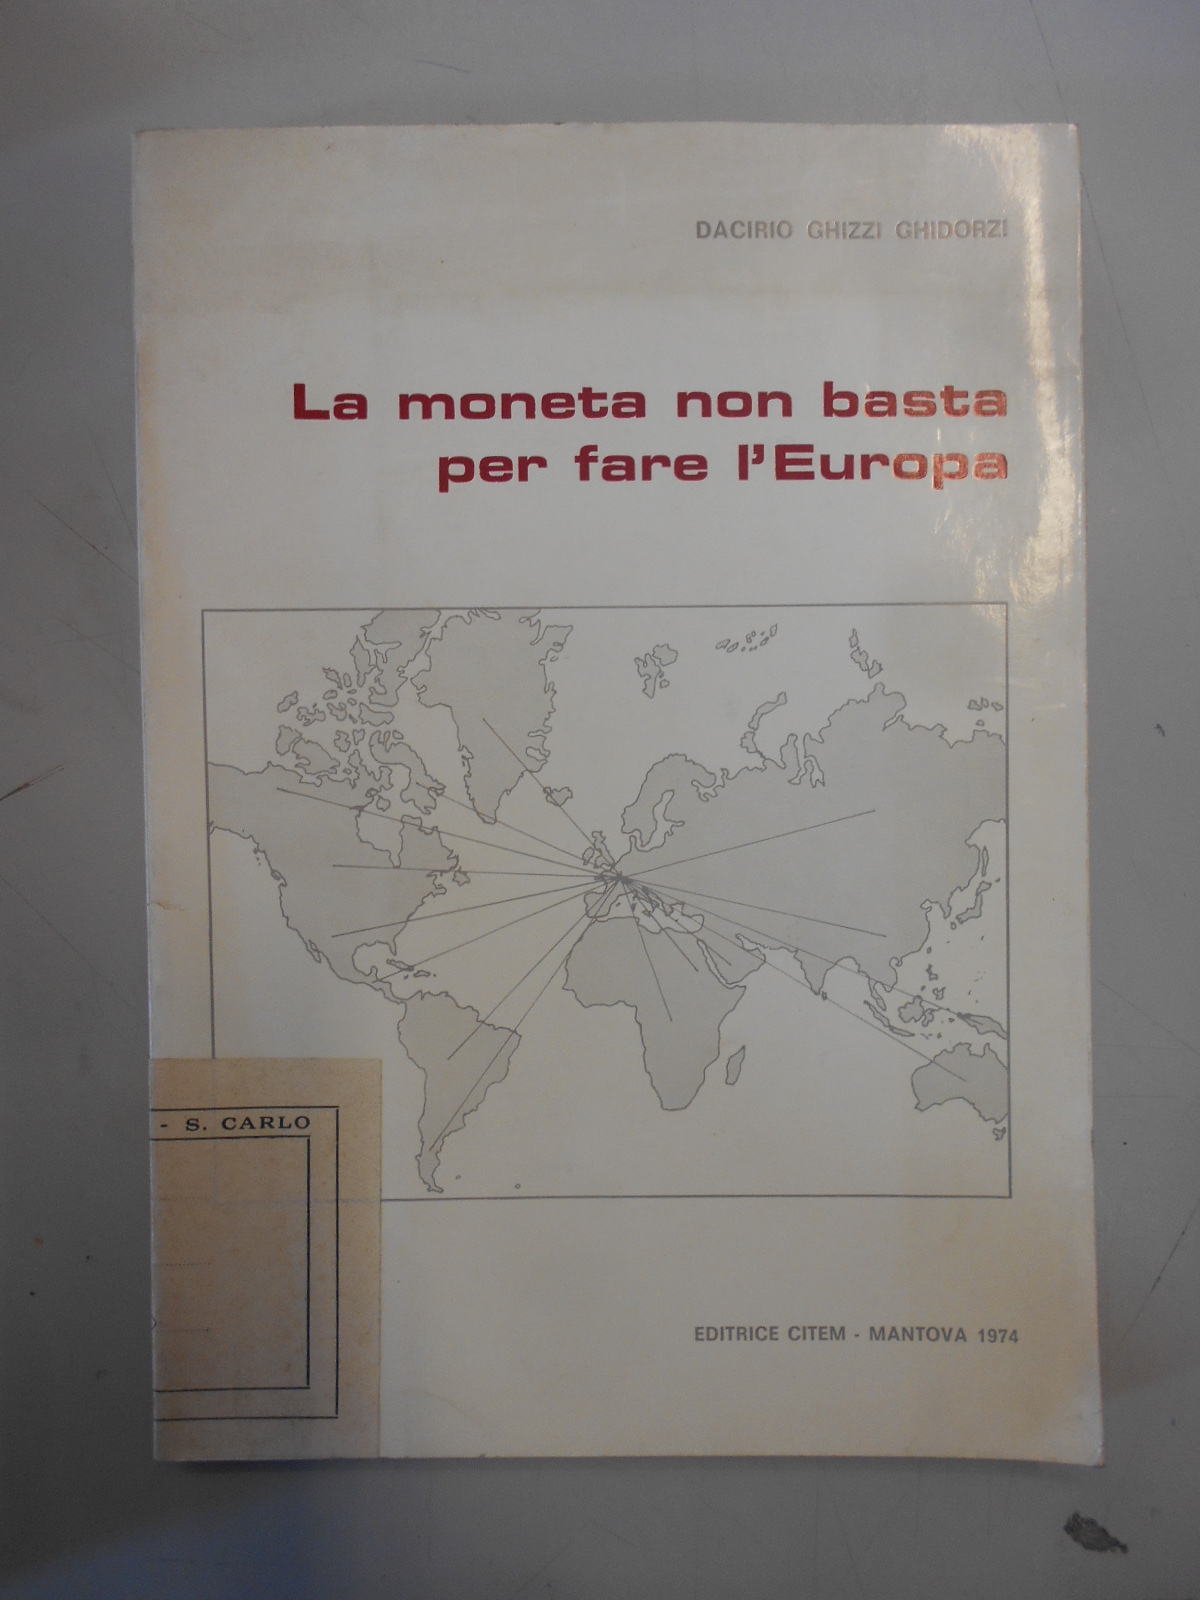 DACIRIO GHIZZI GHIDORZI
La moneta non basta
per fare l'Europa
- S. CARLO
EDITRICE CITEM - MANTOVA 1974